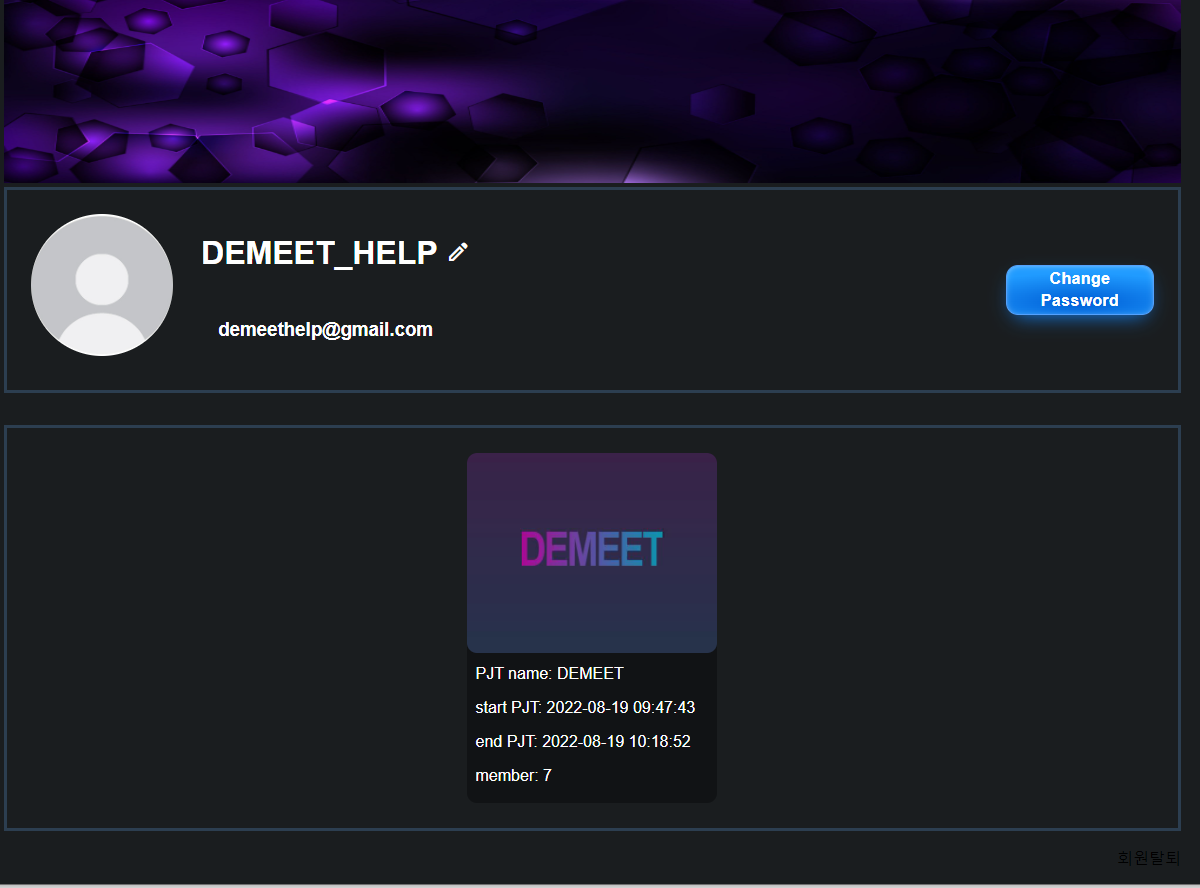 DEMEET_HELP
demeethelp@gmail.com
Change
Password
DEMEET
PJT name: DEMEET
start PJT: 2022-08-19 09:47:43
end PJT: 2022-08-19 10:18:52
member: 7
회원탈퇴